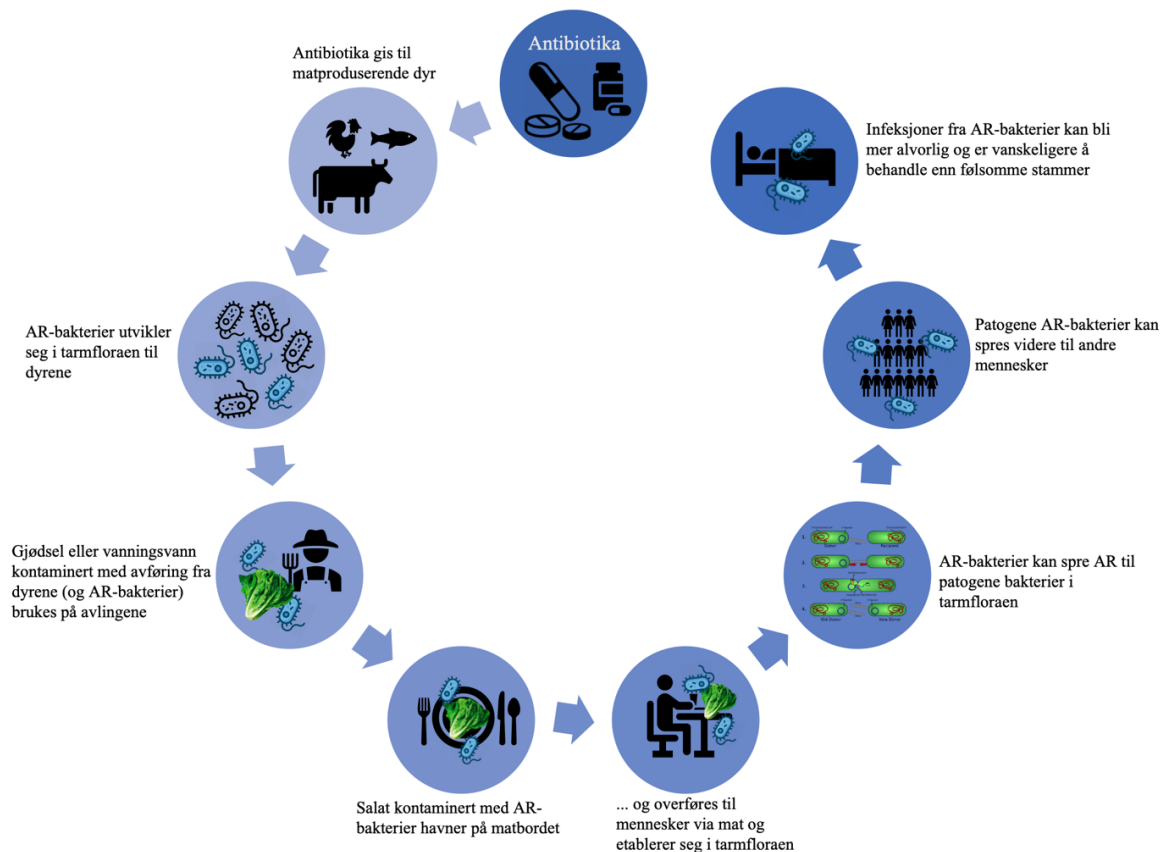 Antibiotika
Antibiotika gis til
matproduserende dyr
AR-bakterier utvikler
seg i tarmfloraen til
dyrene
Gjødsel eller vanningsvann
kontaminert med avføring fra
dyrene (og AR-bakterier)
brukes på avlingene
Salat kontaminert med AR-
bakterier havner på matbordet
... og overføres til
mennesker via mat og
etablerer seg i tarmfloraen
AR-bakterier kan spre AR til
patogene bakterier i
tarmfloraen
1.
2.
3.
4.
Patogene AR-bakterier kan
spres videre til andre
mennesker
Infeksjoner fra AR-bakterier kan bli
mer alvorlig og er vanskeligere å
behandle enn følsomme stammer